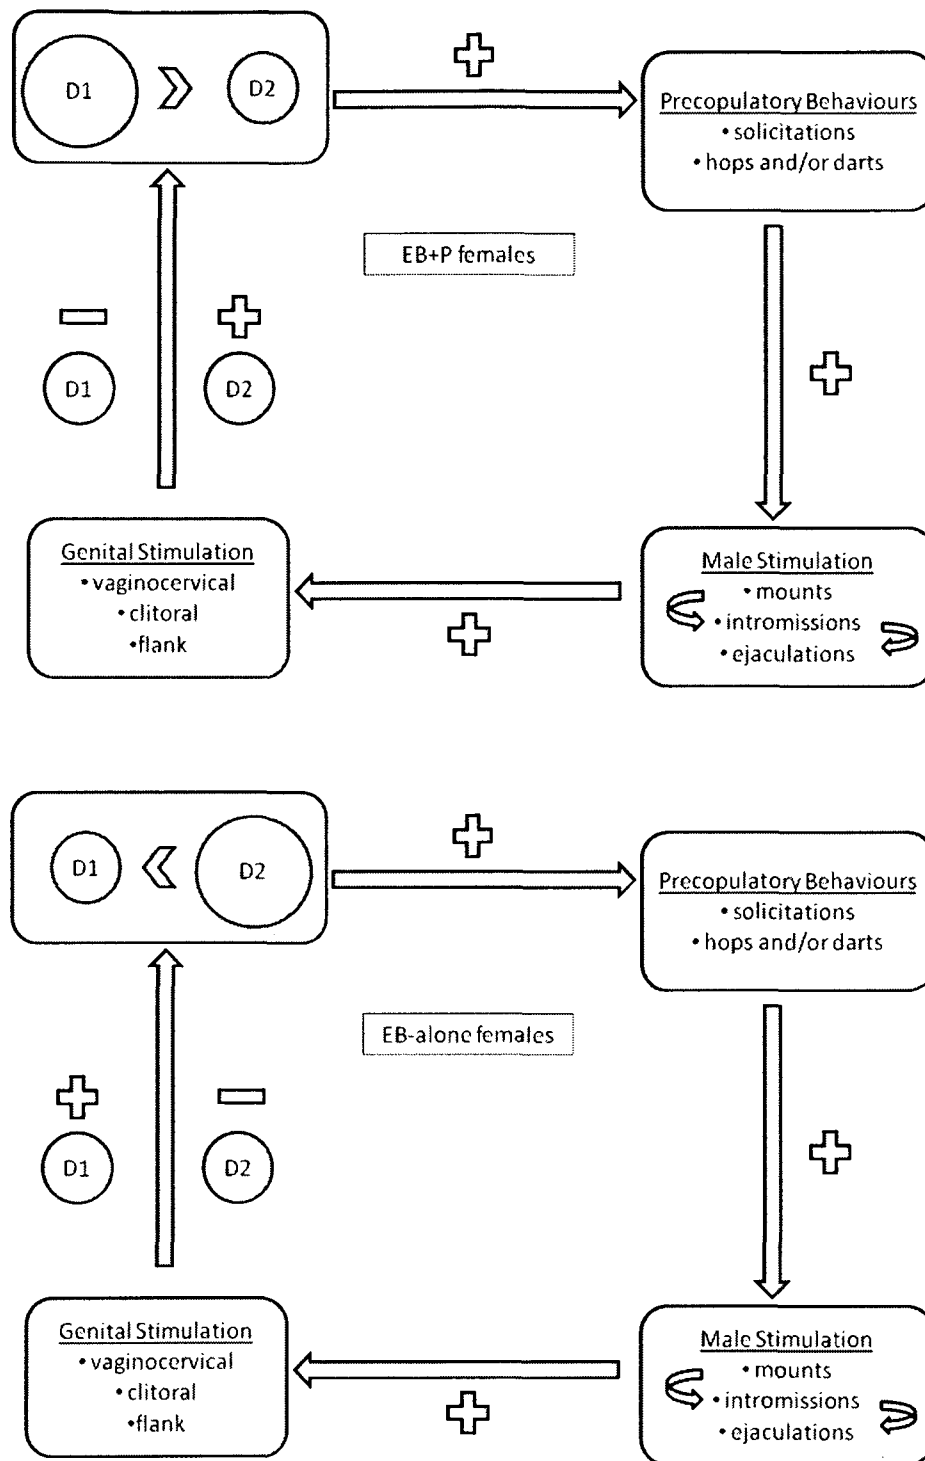 D1
D2
Precopulatory Behaviours
• solicitations
• hops and/or darts
EB+P females
D1
D2
Genital Stimulation
• vaginocervical
• clitoral
• flank
Male Stimulation
• mounts
• intromissions
• ejaculations
D1
D2
Precopulatory Behaviours
• solicitations
• hops and/or darts
EB-alone females
D1
D2
Genital Stimulation
• vaginocervical
• clitoral
• flank
Male Stimulation
• mounts
• intromissions
• ejaculations